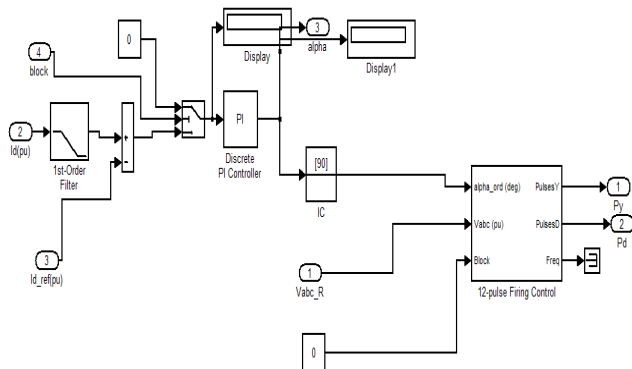 3
alpha
Display
Display1
0
4
block
2
Id(pu)
1st-Order
Filter
+
-
PI
Discrete
PI Controller
[90]
IC
3
Id_ref(pu)
1
Vabc_R
0
alpha_ord (deg)
Vabc (pu)
Block
PulsesY
PulsesD
Freq
12-pulse Firing Control
1
Py
2
Pd